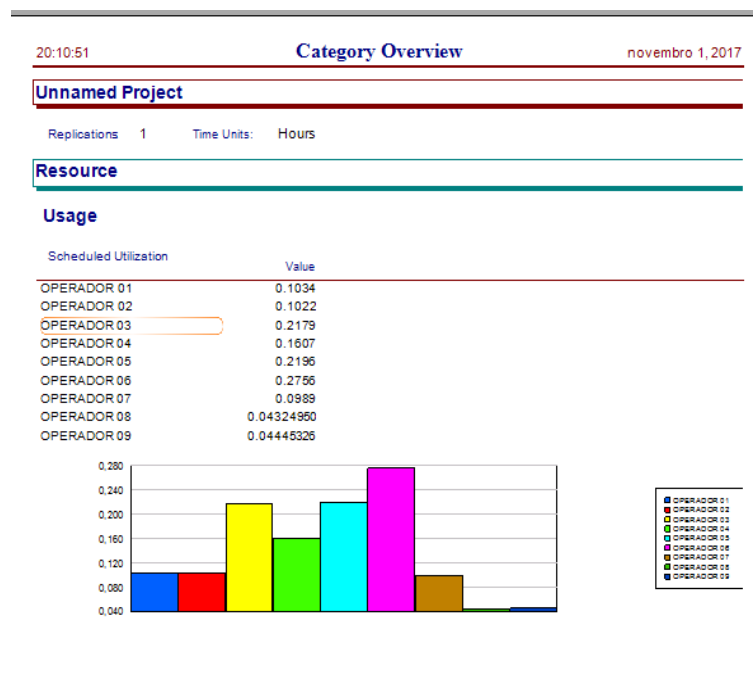 20:10:51 Category Overview novembro 1, 2017
Unnamed Project
Replications 1 Time Units: Hours
Resource
Usage
Scheduled Utilization Value
OPERADOR 01 0.1034
OPERADOR 02 0.1022
OPERADOR 03 0.2179
OPERADOR 04 0.1607
OPERADOR 05 0.2196
OPERADOR 06 0.2756
OPERADOR 07 0.0989
OPERADOR 08 0.04324950
OPERADOR 09 0.04445326
0,280
0,240
0,200
0,160
0,120
0,080
0,040
OPERADOR 01
OPERADOR 02
OPERADOR 03
OPERADOR 04
OPERADOR 05
OPERADOR 06
OPERADOR 07
OPERADOR 08
OPERADOR 09